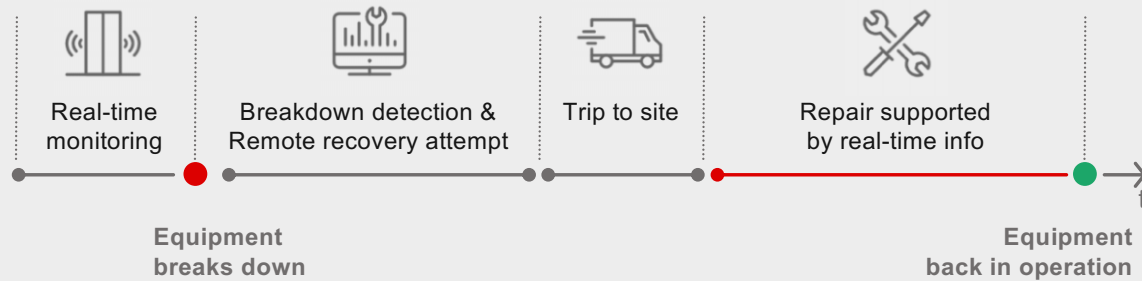 Real-time
monitoring
Breakdown detection &
Remote recovery attempt
Trip to site
Repair supported
by real-time info
t
Equipment
breaks down
Equipment
back in operation